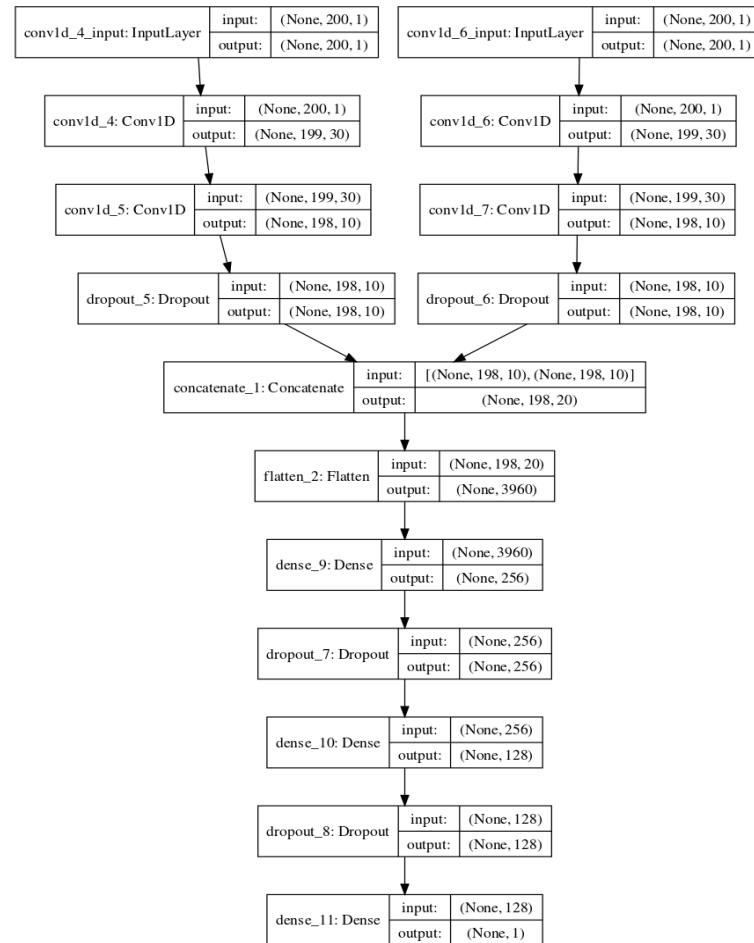 conv1d_4_input: InputLayer input: (None, 200, 1)
output: (None, 200, 1)
conv1d_6_input: InputLayer input: (None, 200, 1)
output: (None, 200, 1)
conv1d_4: Conv1D input: (None, 200, 1)
output: (None, 199, 30)
conv1d_6: Conv1D input: (None, 200, 1)
output: (None, 199, 30)
conv1d_5: Conv1D input: (None, 199, 30)
output: (None, 198, 10)
conv1d_7: Conv1D input: (None, 199, 30)
output: (None, 198, 10)
dropout_5: Dropout input: (None, 198, 10)
output: (None, 198, 10)
dropout_6: Dropout input: (None, 198, 10)
output: (None, 198, 10)
concatenate_1: Concatenate input: [(None, 198, 10), (None, 198, 10)]
output: (None, 198, 20)
flatten_2: Flatten input: (None, 198, 20)
output: (None, 3960)
dense_9: Dense input: (None, 3960)
output: (None, 256)
dropout_7: Dropout input: (None, 256)
output: (None, 256)
dense_10: Dense input: (None, 256)
output: (None, 128)
dropout_8: Dropout input: (None, 128)
output: (None, 128)
dense_11: Dense input: (None, 128)
output: (None, 1)